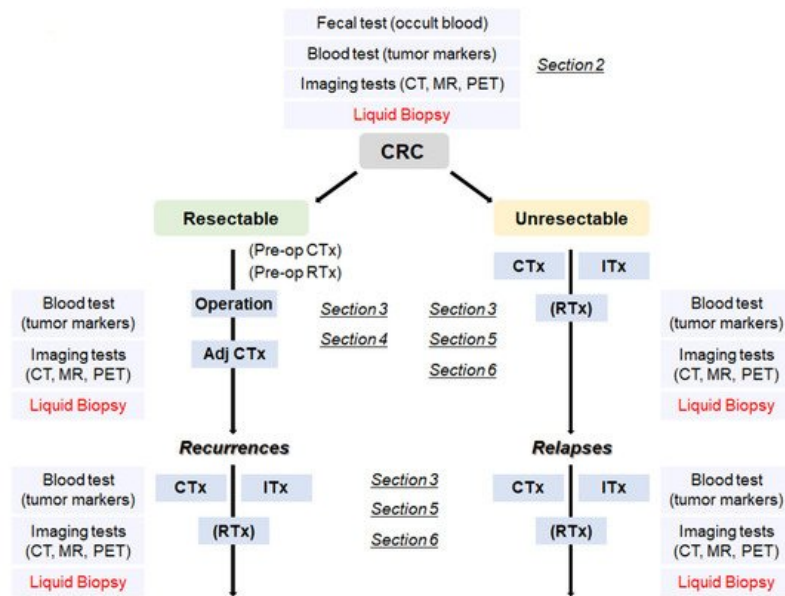 Fecal test (occult blood)
Blood test (tumor markers)
Imaging tests (CT, MR, PET)
Liquid Biopsy
Section 2
CRC
Resectable
Unresectable
(Pre-op CTx)
(Pre-op RTx)
Operation
Adj CTx
CTx
ITx
(RTx)
Blood test
(tumor markers)
Imaging tests
(CT, MR, PET)
Liquid Biopsy
Section 3
Section 4
Section 3
Section 5
Section 6
Blood test
(tumor markers)
Imaging tests
(CT, MR, PET)
Liquid Biopsy
Recurrences
Relapses
Blood test
(tumor markers)
Imaging tests
(CT, MR, PET)
Liquid Biopsy
CTx
ITx
(RTx)
Section 3
Section 5
Section 6
CTx
ITx
(RTx)
Blood test
(tumor markers)
Imaging tests
(CT, MR, PET)
Liquid Biopsy